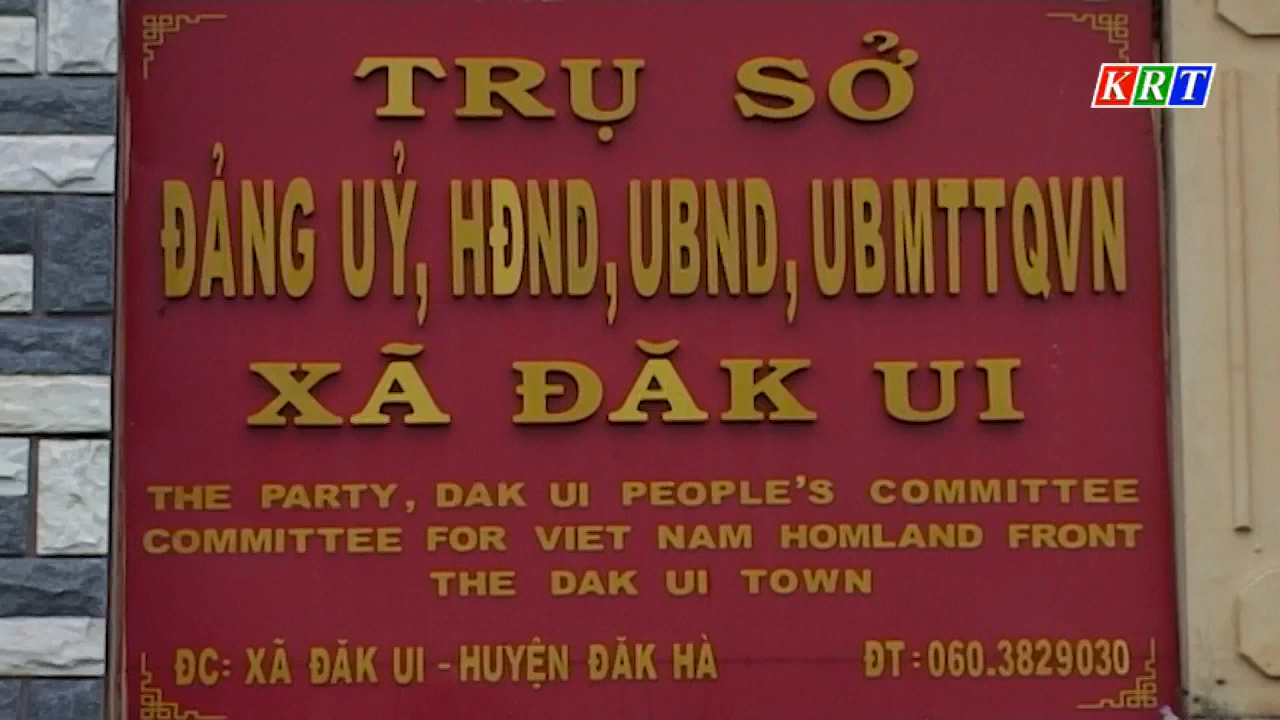 KRT
TRỤ SỞ
ĐẢNG UỶ, HĐND, UBND, UBMTTQVN
XÃ ĐĂK UI
THE PARTY, DAK UI PEOPLE'S COMMITTEE
COMMITTEE FOR VIET NAM HOMLAND FRONT
THE DAK UI TOWN
ĐC: XÃ ĐĂK UI - HUYỆN ĐĂK HÀ ĐT: 060.3829030